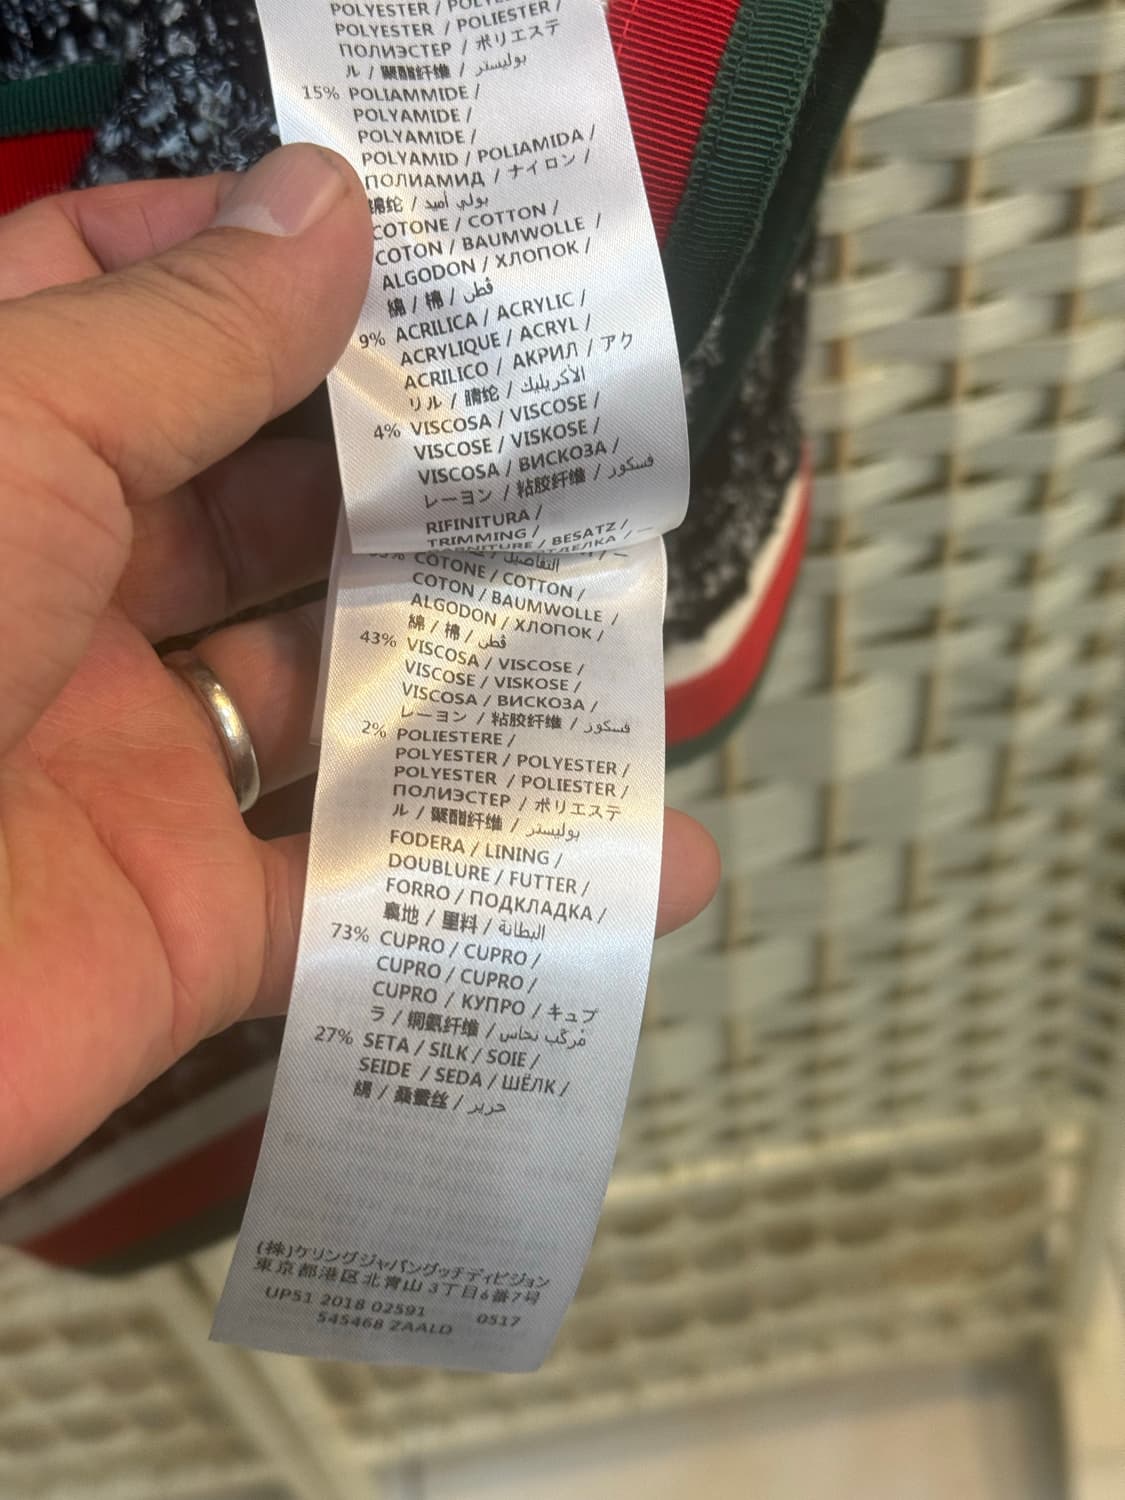 POLYESTER / POLYESTER /
POLYESTER / POLIESTER /
ПОЛИЭСТЕР / ポリエステ
ル / 聚酯纤维 / بوليستر
15% POLIAMMIDE /
POLYAMIDE /
POLYAMIDE /
POLYAMID / POLIAMIDA /
ПОЛИАМИД / ナイロン /
锦纶 / بولي أميد
COTONE / COTTON /
COTON / BAUMWOLLE /
ALGODON / ХЛОПОК /
綿 / 棉 / قطن
9% ACRILICA / ACRYLIC /
ACRYLIQUE / ACRYL /
ACRILICO / АКРИЛ / アク
リル / 腈纶 / الأكريليك
4% VISCOSA / VISCOSE /
VISCOSE / VISKOSE /
VISCOSA / ВИСКОЗА /
レーヨン / 粘胶纤维 / فسكوز
RIFINITURA /
TRIMMING /
GARNITURE / BESATZ /
ОТДЕЛКА / —
التفاصيل / —
COTONE / COTTON /
COTON / BAUMWOLLE /
ALGODON / ХЛОПОК /
綿 / 棉 / قطن
43% VISCOSA / VISCOSE /
VISCOSE / VISKOSE /
VISCOSA / ВИСКОЗА /
レーヨン / 粘胶纤维 / فسكوز
2% POLIESTERE /
POLYESTER / POLYESTER /
POLYESTER / POLIESTER /
ПОЛИЭСТЕР / ポリエステ
ル / 聚酯纤维 / بوليستر
FODERA / LINING /
DOUBLURE / FUTTER /
FORRO / ПОДКЛАДКА /
裏地 / 里料 / البطانة
73% CUPRO / CUPRO /
CUPRO / CUPRO /
CUPRO / КУПРО / キュプ
ラ / 铜氨纤维 / مُركّب نحاس
27% SETA / SILK / SOIE /
SEIDE / SEDA / ШЁЛК /
絹 / 桑蚕丝 / حرير
(株)ケリングジャパングッチディビジョン
東京都港区北青山 3丁目6番7号
UP51 2018 02591 0517
545468 ZAALD